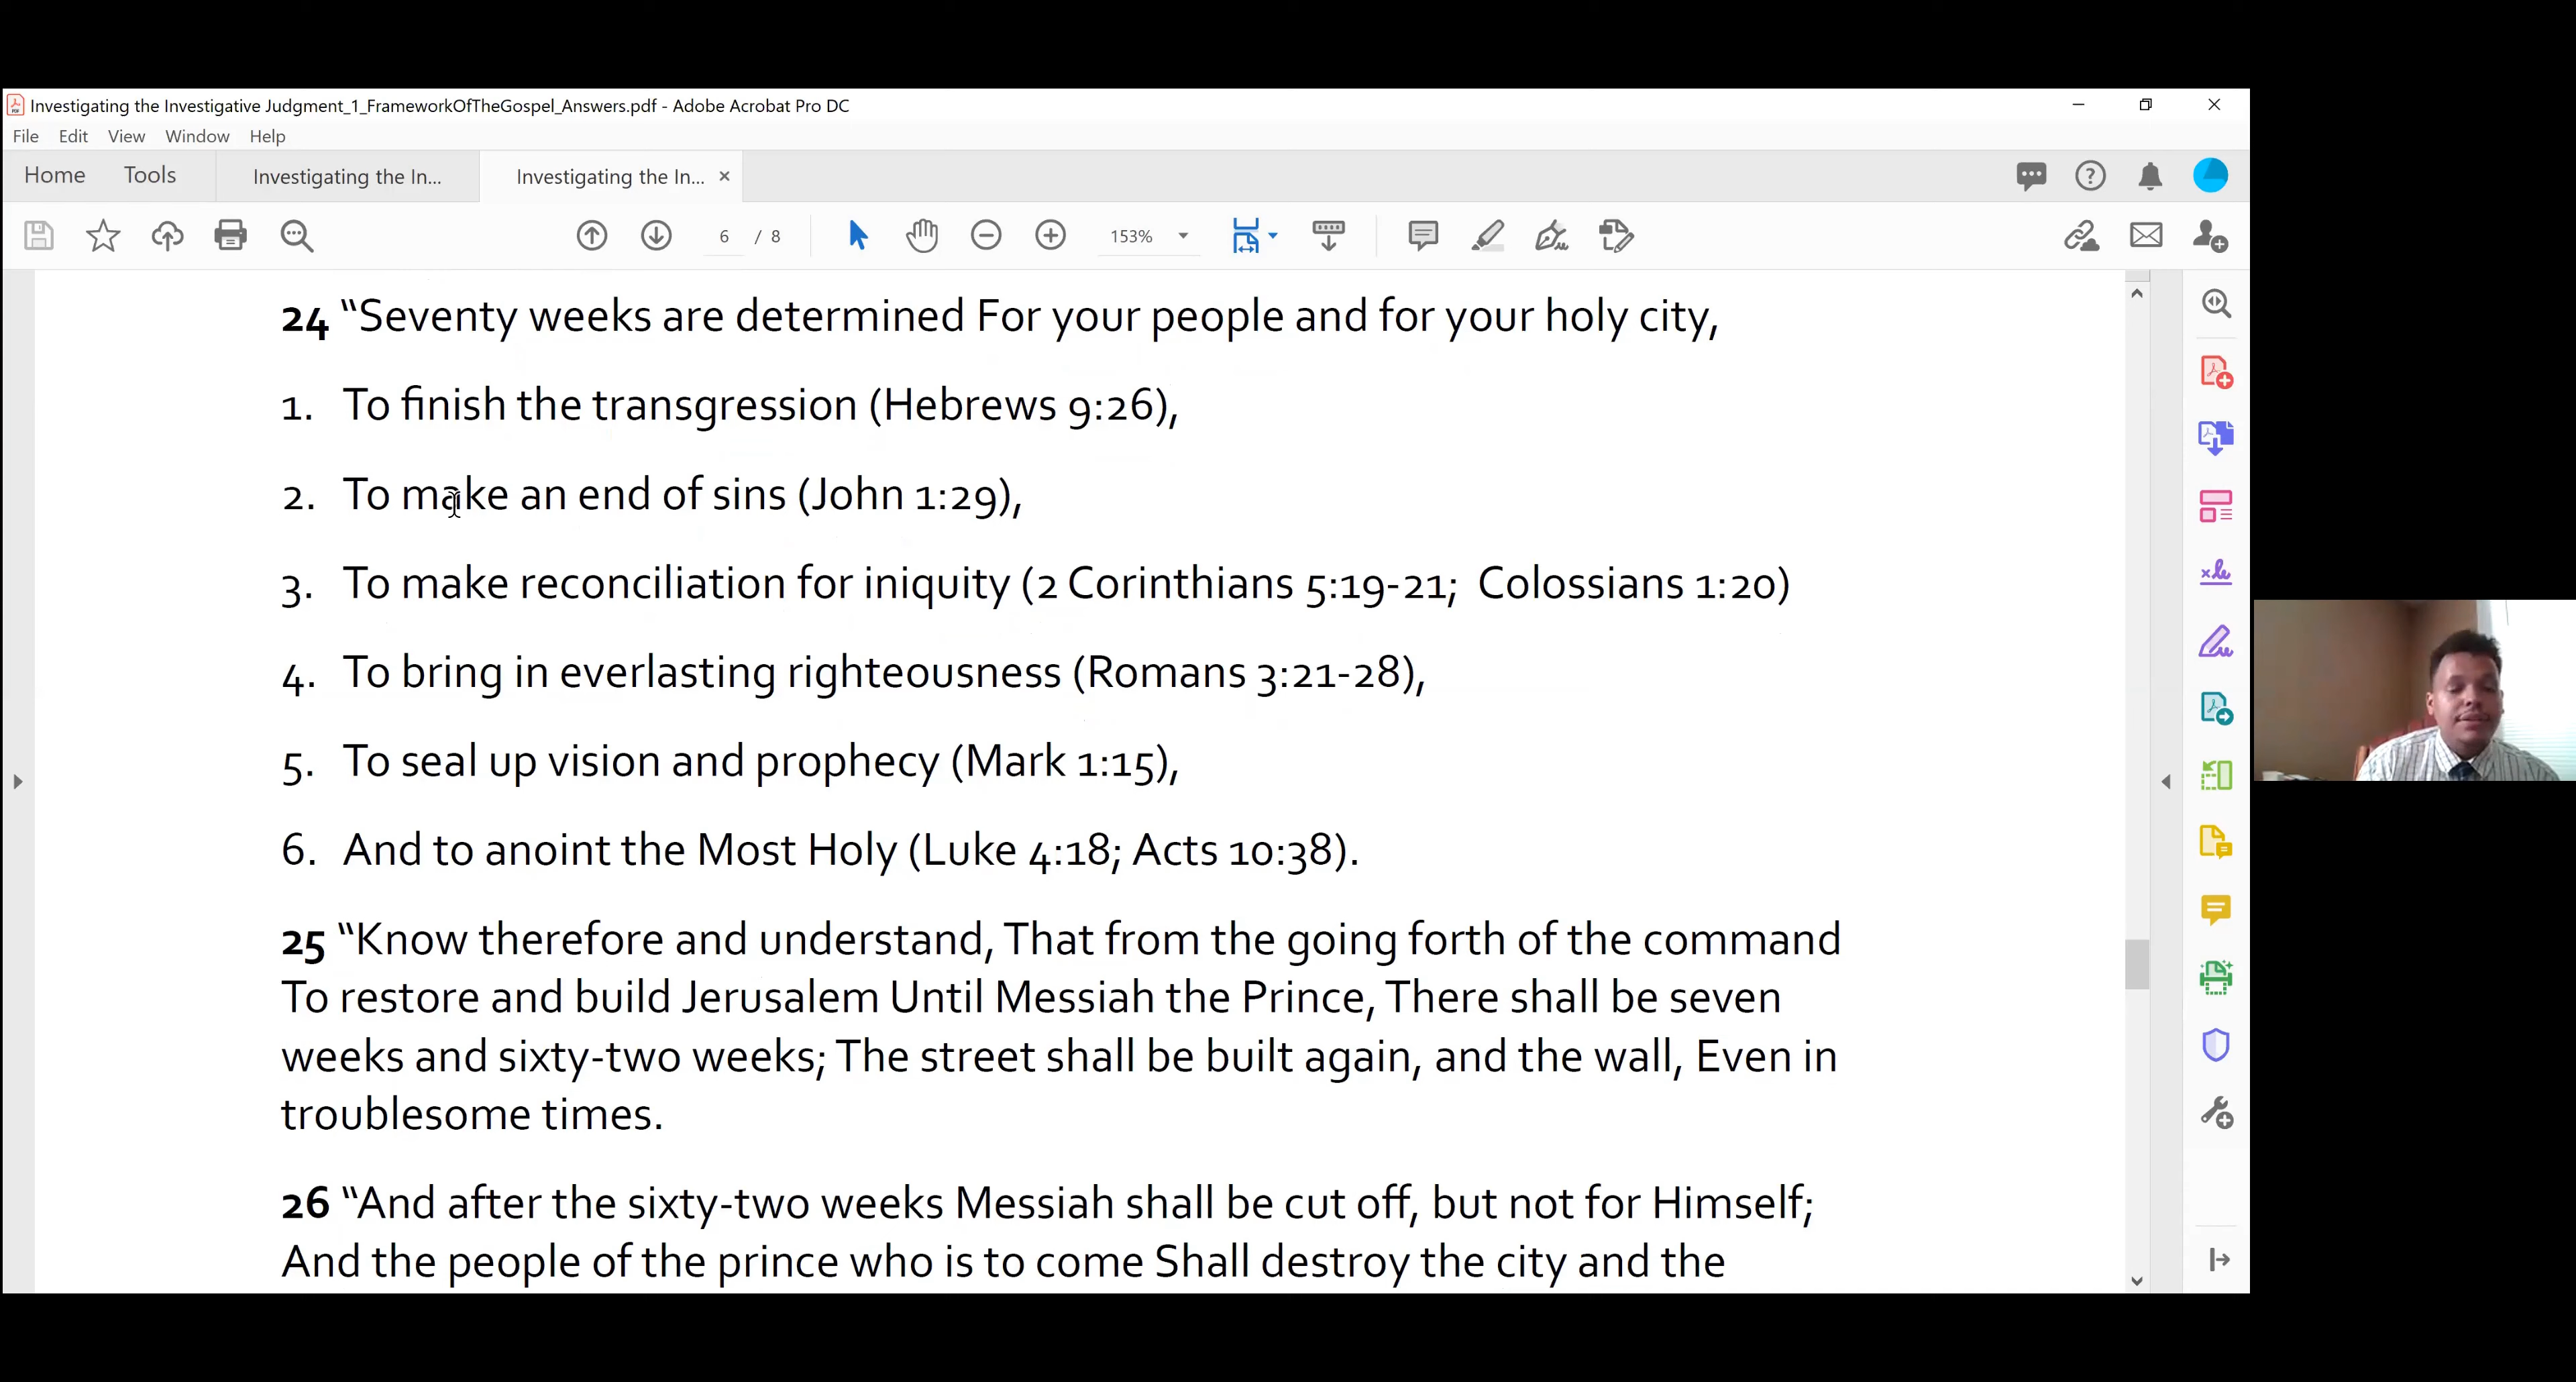 Investigating the Investigative Judgment_1_FrameworkOfTheGospel_Answers.pdf - Adobe Acrobat Pro DC
File Edit View Window Help
Home Tools Investigating the In... Investigating the In...
6 / 8 153%
24 “Seventy weeks are determined For your people and for your holy city,
1. To finish the transgression (Hebrews 9:26),
2. To make an end of sins (John 1:29),
3. To make reconciliation for iniquity (2 Corinthians 5:19-21; Colossians 1:20)
4. To bring in everlasting righteousness (Romans 3:21-28),
5. To seal up vision and prophecy (Mark 1:15),
6. And to anoint the Most Holy (Luke 4:18; Acts 10:38).
25 “Know therefore and understand, That from the going forth of the command
To restore and build Jerusalem Until Messiah the Prince, There shall be seven
weeks and sixty-two weeks; The street shall be built again, and the wall, Even in
troublesome times.
26 “And after the sixty-two weeks Messiah shall be cut off, but not for Himself;
And the people of the prince who is to come Shall destroy the city and the